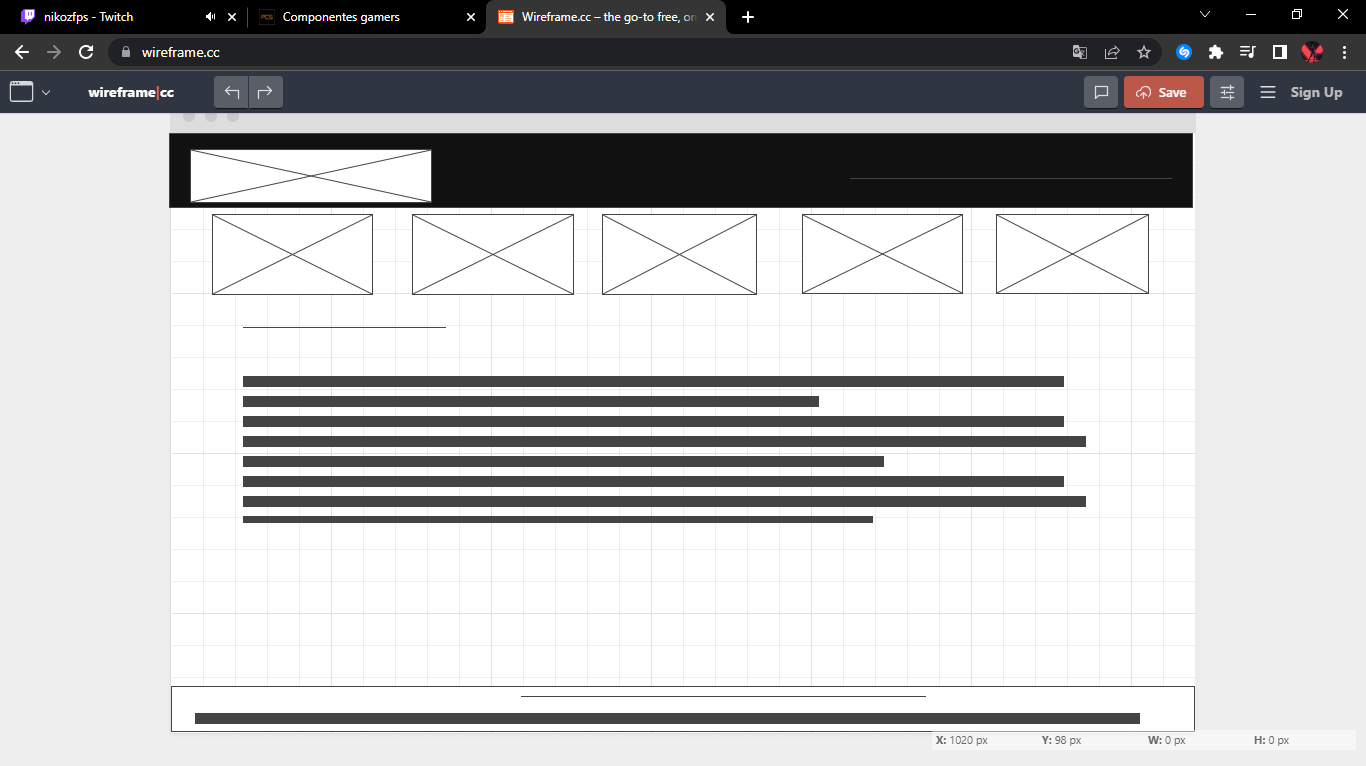 nikozfps - Twitch
PCS
Componentes gamers
Wireframe.cc – the go-to free, on
wireframe.cc
wireframe|cc
Save
Sign Up
X: 1020 px Y: 98 px W: 0 px H: 0 px